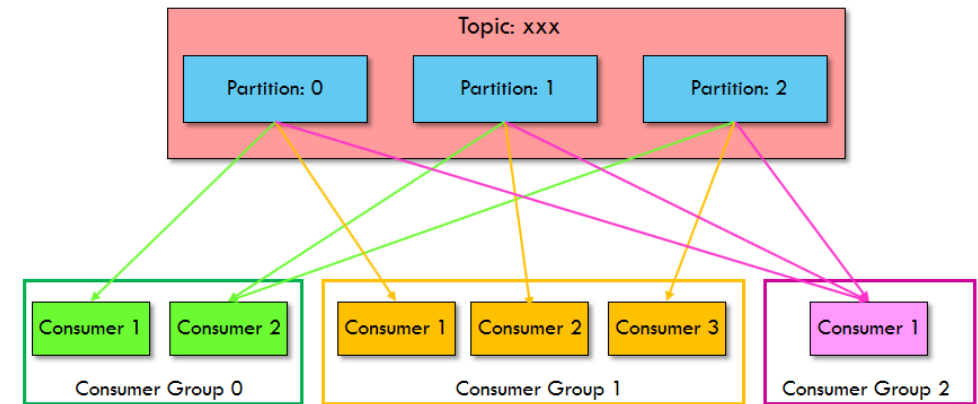 Topic: xxx
Partition: 0
Partition: 1
Partition: 2
Consumer 1
Consumer 2
Consumer 1
Consumer 2
Consumer 3
Consumer 1
Consumer Group 0
Consumer Group 1
Consumer Group 2